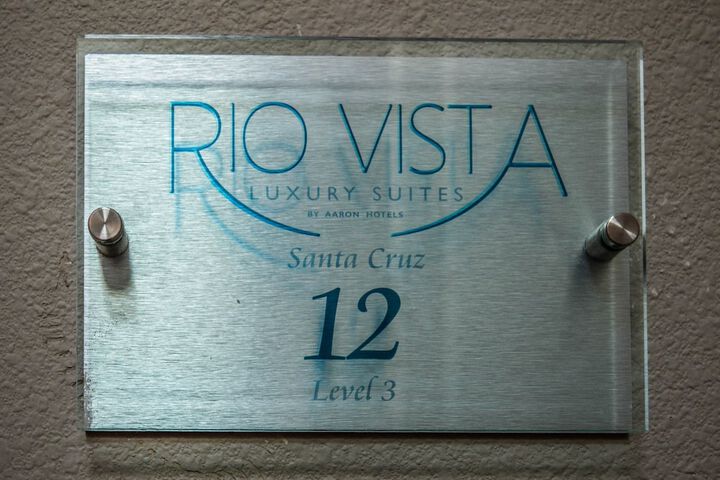 RIO VISTA
LUXURY SUITES
BY AARON HOTELS
Santa Cruz
12
Level 3